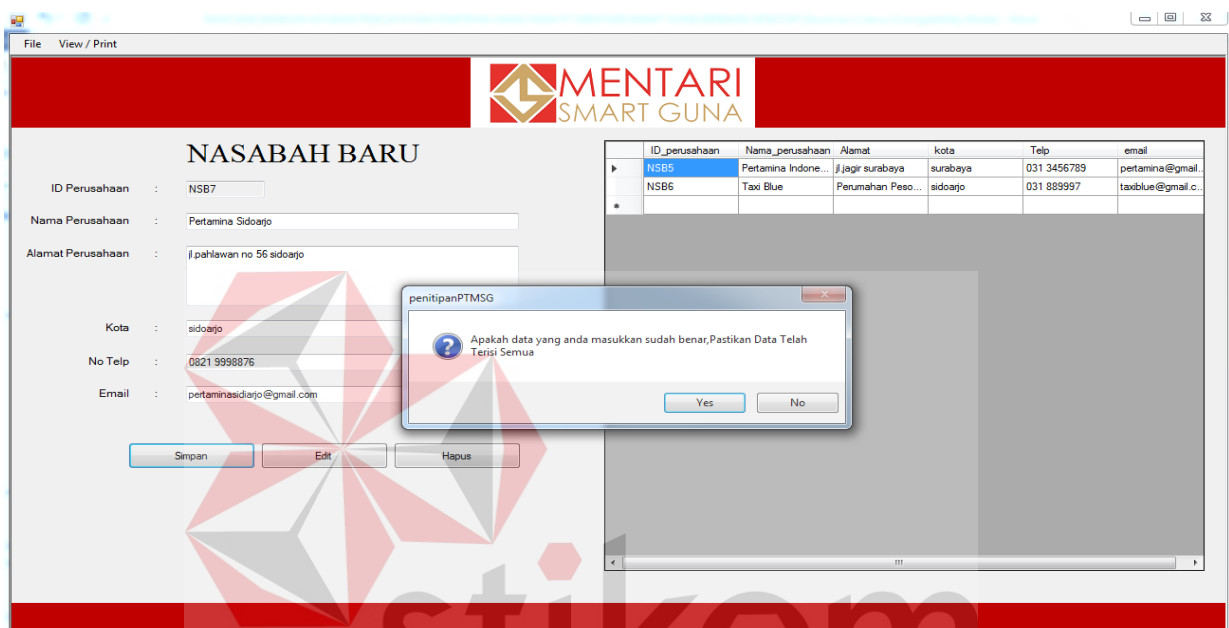 File View / Print
MENTARI
SMART GUNA
NASABAH BARU
ID Perusahaan : NSB7
Nama Perusahaan : Pertamina Sidoarjo
Alamat Perusahaan : jl.pahlawan no 56 sidoarjo
Kota : sidoarjo
No Telp : 0821 9998876
Email : pertaminasidiarjo@gmail.com
Simpan Edit Hapus
ID_perusahaan Nama_perusahaan Alamat kota Telp email
NSB5 Pertamina Indone... jl.jagir surabaya surabaya 031 3456789 pertamina@gmail..
NSB6 Taxi Blue Perumahan Peso... sidoarjo 031 889997 taxiblue@gmail.c..
penitipanPTMSG
Apakah data yang anda masukkan sudah benar,Pastikan Data Telah
Terisi Semua
Yes No
stikom